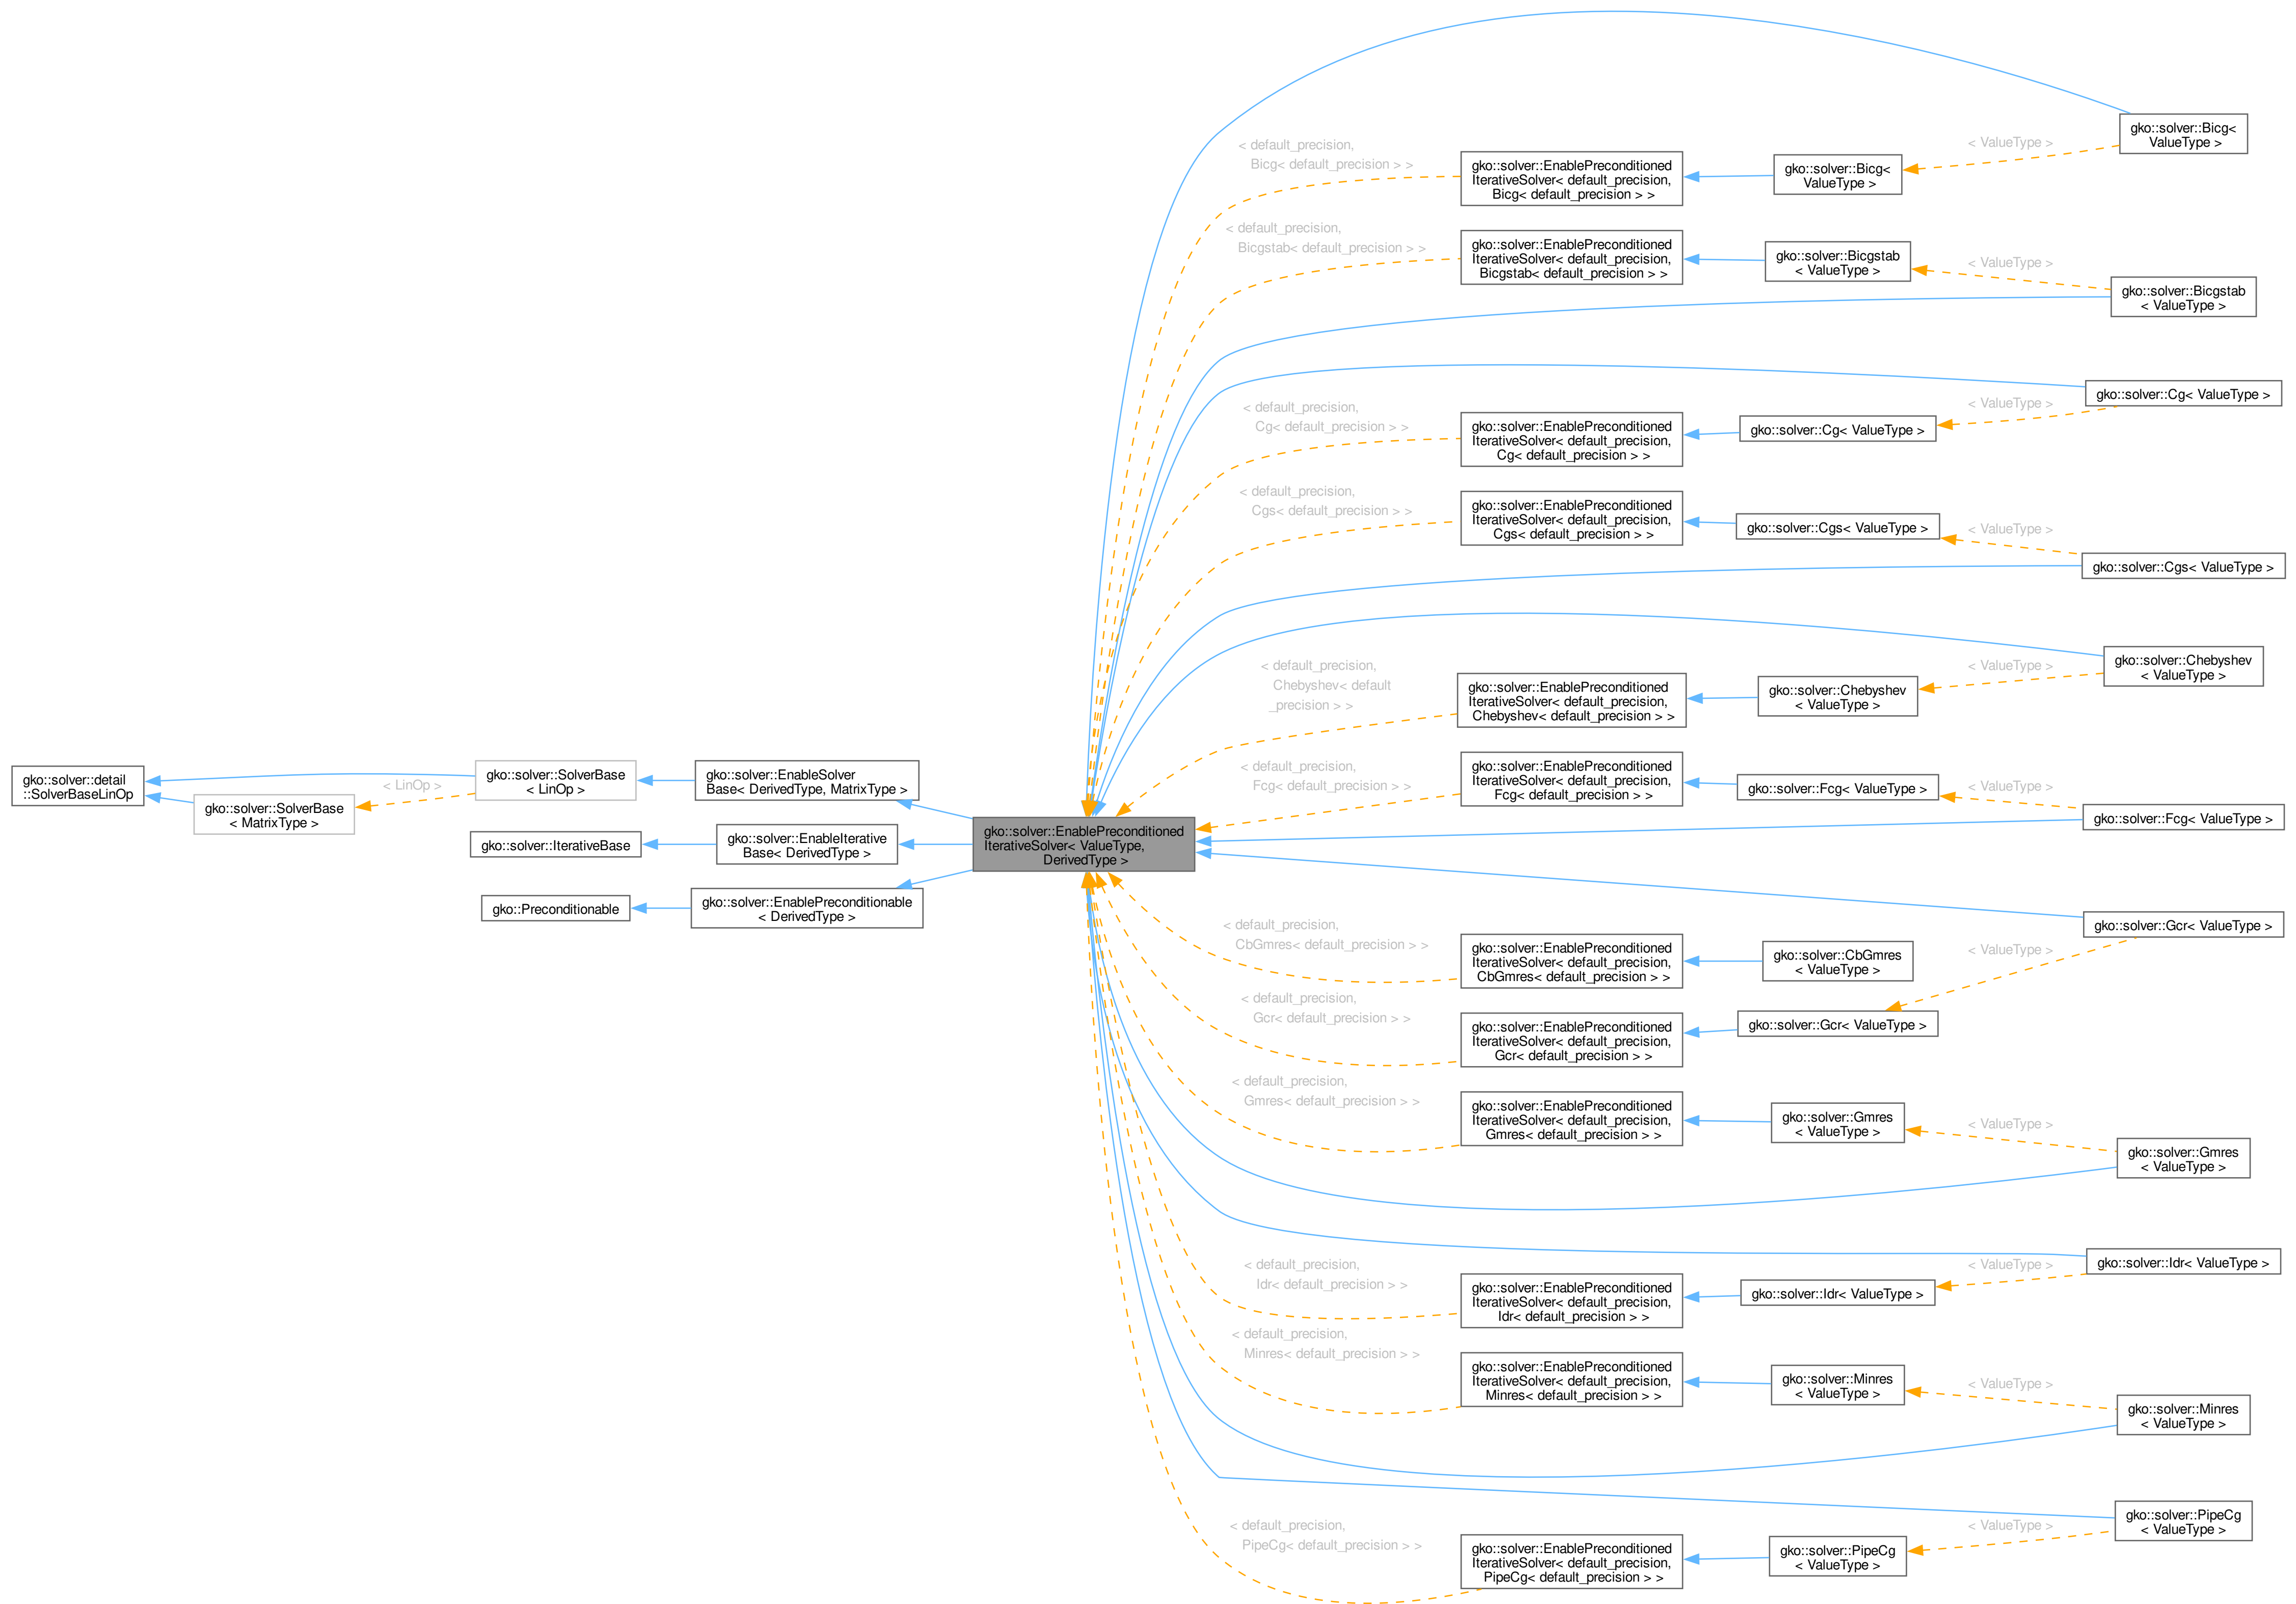 gko::solver::detail
::SolverBaseLinOp
gko::solver::SolverBase
< MatrixType >
< LinOp >
gko::solver::SolverBase
< LinOp >
gko::solver::IterativeBase
gko::Preconditionable
gko::solver::EnableSolver
Base< DerivedType, MatrixType >
gko::solver::EnableIterative
Base< DerivedType >
gko::solver::EnablePreconditionable
< DerivedType >
gko::solver::EnablePreconditioned
IterativeSolver< ValueType,
DerivedType >
< default_precision,
Bicg< default_precision > >
gko::solver::EnablePreconditioned
IterativeSolver< default_precision,
Bicg< default_precision > >
gko::solver::Bicg<
ValueType >
< ValueType >
gko::solver::Bicg<
ValueType >
< default_precision,
Bicgstab< default_precision > >
gko::solver::EnablePreconditioned
IterativeSolver< default_precision,
Bicgstab< default_precision > >
gko::solver::Bicgstab
< ValueType >
< ValueType >
gko::solver::Bicgstab
< ValueType >
< default_precision,
Cg< default_precision > >
gko::solver::EnablePreconditioned
IterativeSolver< default_precision,
Cg< default_precision > >
gko::solver::Cg< ValueType >
< ValueType >
gko::solver::Cg< ValueType >
< default_precision,
Cgs< default_precision > >
gko::solver::EnablePreconditioned
IterativeSolver< default_precision,
Cgs< default_precision > >
gko::solver::Cgs< ValueType >
< ValueType >
gko::solver::Cgs< ValueType >
< default_precision,
Chebyshev< default
_precision > >
gko::solver::EnablePreconditioned
IterativeSolver< default_precision,
Chebyshev< default_precision > >
gko::solver::Chebyshev
< ValueType >
< ValueType >
gko::solver::Chebyshev
< ValueType >
< default_precision,
Fcg< default_precision > >
gko::solver::EnablePreconditioned
IterativeSolver< default_precision,
Fcg< default_precision > >
gko::solver::Fcg< ValueType >
< ValueType >
gko::solver::Fcg< ValueType >
< default_precision,
CbGmres< default_precision > >
gko::solver::EnablePreconditioned
IterativeSolver< default_precision,
CbGmres< default_precision > >
gko::solver::CbGmres
< ValueType >
< default_precision,
Gcr< default_precision > >
gko::solver::EnablePreconditioned
IterativeSolver< default_precision,
Gcr< default_precision > >
gko::solver::Gcr< ValueType >
< ValueType >
gko::solver::Gcr< ValueType >
< default_precision,
Gmres< default_precision > >
gko::solver::EnablePreconditioned
IterativeSolver< default_precision,
Gmres< default_precision > >
gko::solver::Gmres
< ValueType >
< ValueType >
gko::solver::Gmres
< ValueType >
< default_precision,
Idr< default_precision > >
gko::solver::EnablePreconditioned
IterativeSolver< default_precision,
Idr< default_precision > >
gko::solver::Idr< ValueType >
< ValueType >
gko::solver::Idr< ValueType >
< default_precision,
Minres< default_precision > >
gko::solver::EnablePreconditioned
IterativeSolver< default_precision,
Minres< default_precision > >
gko::solver::Minres
< ValueType >
< ValueType >
gko::solver::Minres
< ValueType >
< default_precision,
PipeCg< default_precision > >
gko::solver::EnablePreconditioned
IterativeSolver< default_precision,
PipeCg< default_precision > >
gko::solver::PipeCg
< ValueType >
< ValueType >
gko::solver::PipeCg
< ValueType >